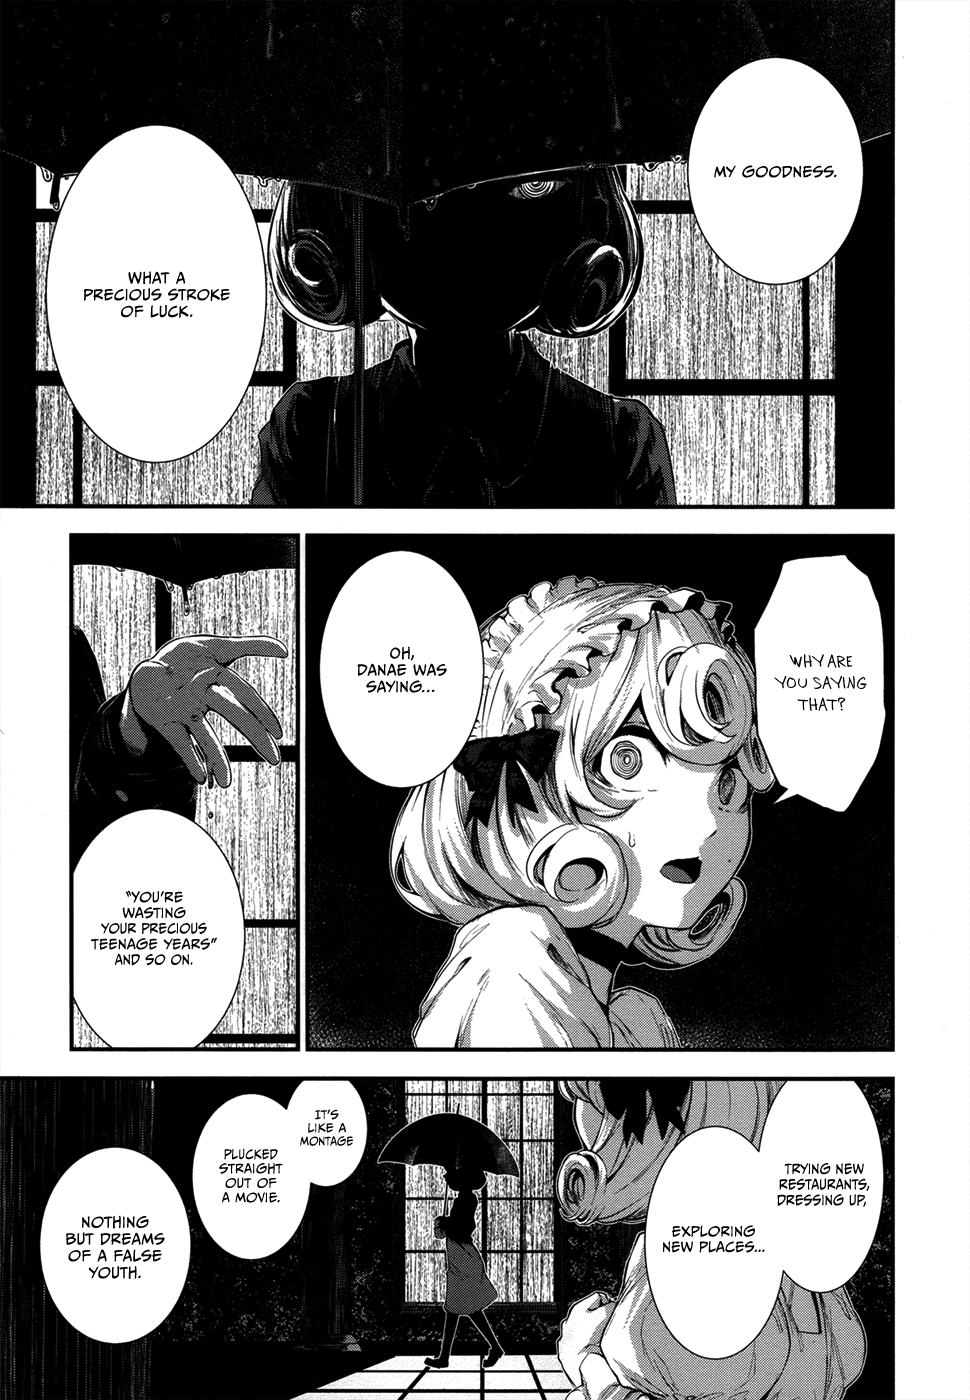 MY GOODNESS.
WHAT A
PRECIOUS STROKE
OF LUCK.
WHY ARE
YOU SAYING
THAT?
OH,
DANAE WAS
SAYING...
"YOU'RE
WASTING
YOUR PRECIOUS
TEENAGE YEARS"
AND SO ON.
TRYING NEW
RESTAURANTS,
DRESSING UP,
EXPLORING
NEW PLACES...
IT'S
LIKE A
MONTAGE
PLUCKED
STRAIGHT
OUT OF
A MOVIE.
NOTHING
BUT DREAMS
OF A FALSE
YOUTH.